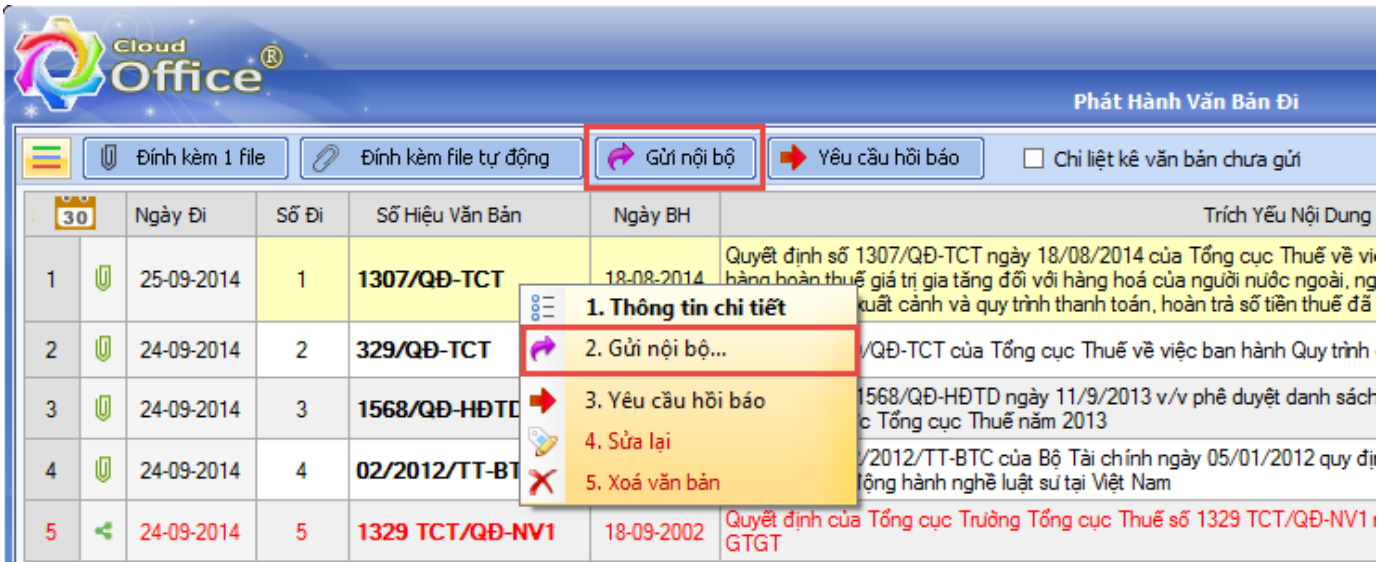 Cloud
Office®
Phát Hành Văn Bản Đi
Đính kèm 1 file
Đính kèm file tự động
Gửi nội bộ
Yêu cầu hồi báo
Chỉ liệt kê văn bản chưa gửi
30
Ngày Đi
Số Đi
Số Hiệu Văn Bản
Ngày BH
Trích Yếu Nội Dung
1
25-09-2014
1
1307/QĐ-TCT
18-08-2014
Quyết định số 1307/QĐ-TCT ngày 18/08/2014 của Tổng cục Thuế về
hàng hoàn thuế giá trị gia tăng đối với hàng hoá của người nước ngoài,
xuất cảnh và quy trình thanh toán, hoàn trả số tiền thuế đã
1. Thông tin chi tiết
2. Gửi nội bộ...
3. Yêu cầu hồi báo
4. Sửa lại
5. Xoá văn bản
2
24-09-2014
2
329/QĐ-TCT
/QĐ-TCT của Tổng cục Thuế về việc ban hành Quy trình
3
24-09-2014
3
1568/QĐ-HĐTD
1568/QĐ-HĐTD ngày 11/9/2013 v/v phê duyệt danh sách
c Tổng cục Thuế năm 2013
4
24-09-2014
4
02/2012/TT-BT
/2012/TT-BTC của Bộ Tài chính ngày 05/01/2012 quy
động hành nghề luật sư tại Việt Nam
5
24-09-2014
5
1329 TCT/QĐ-NV1
18-09-2002
Quyết định của Tổng cục Trưởng Tổng cục Thuế số 1329 TCT/QĐ-NV1
GTGT